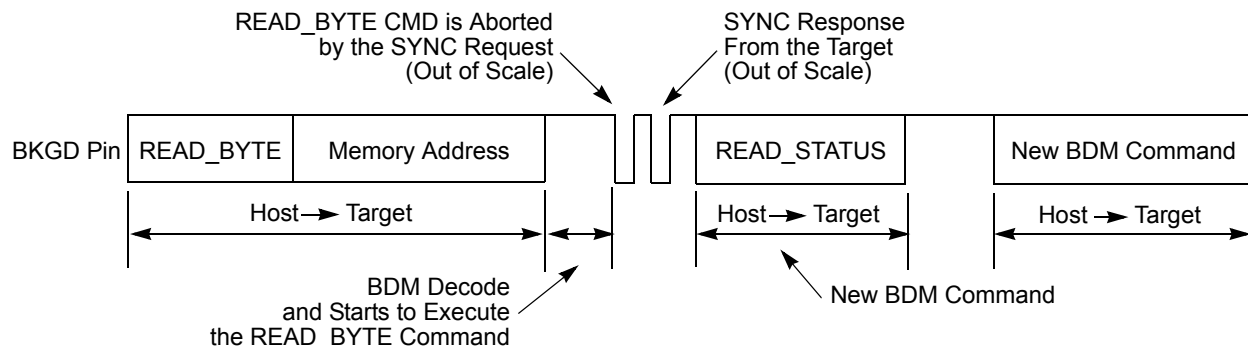 READ_BYTE CMD is Aborted
by the SYNC Request
(Out of Scale)
SYNC Response
From the Target
(Out of Scale)
BKGD Pin
READ_BYTE
Memory Address
READ_STATUS
New BDM Command
Host Target
Host Target
Host Target
BDM Decode
and Starts to Execute
the READ_BYTE Command
New BDM Command